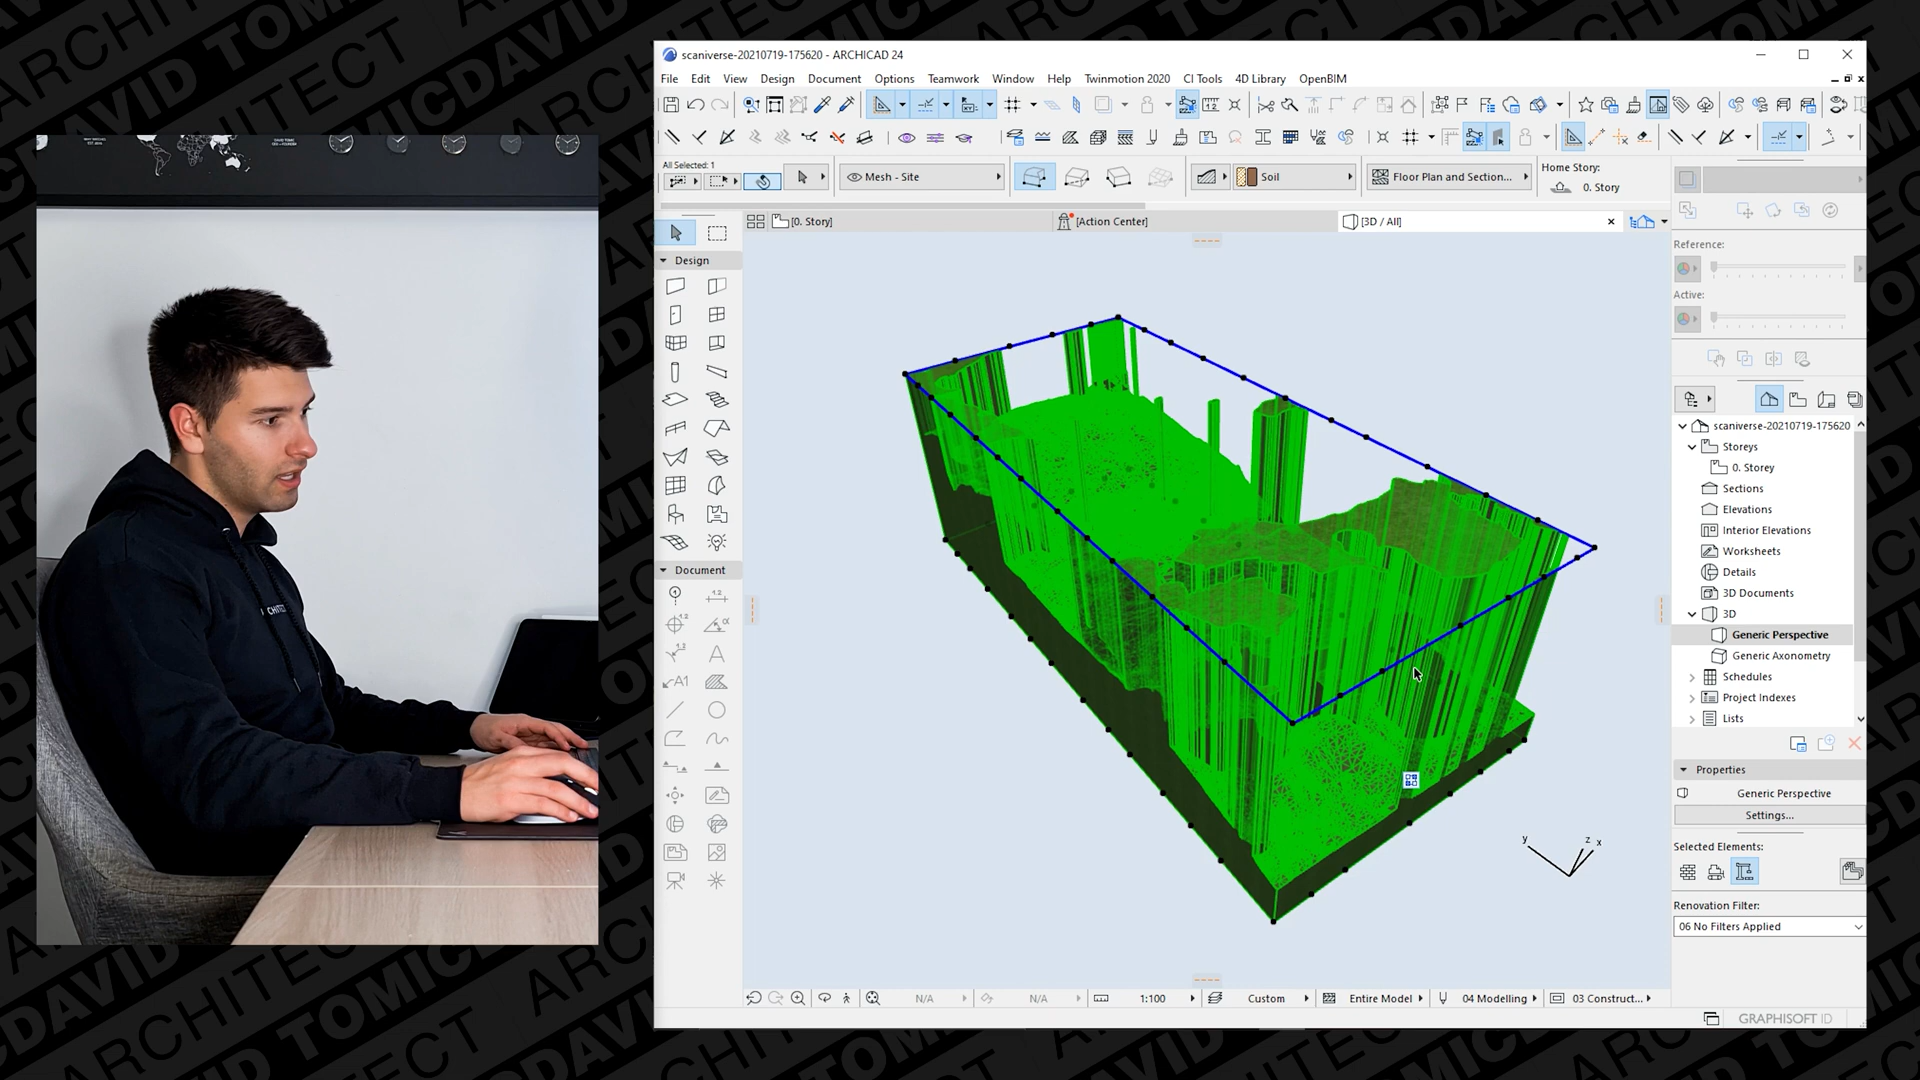 ARCHITECT
DAVID TOMIC
scaniverse-20210719-175620 - ARCHICAD 24
File Edit View Design Document Options Teamwork Window Help Twinmotion 2020 CI Tools 4D Library OpenBIM
All Selected: 1
Mesh - Site
Soil
Floor Plan and Section...
Home Story:
0. Story
[0. Story]
[Action Center]
[3D / All]
Design
Document
Reference:
Active:
scaniverse-20210719-175620
Storeys
0. Storey
Sections
Elevations
Interior Elevations
Worksheets
Details
3D Documents
3D
Generic Perspective
Generic Axonometry
Schedules
Project Indexes
Lists
Properties
Generic Perspective
Settings...
Selected Elements:
Renovation Filter:
06 No Filters Applied
y
z
x
N/A
N/A
1:100
Custom
Entire Model
04 Modelling
03 Construct...
GRAPHISOFT ID